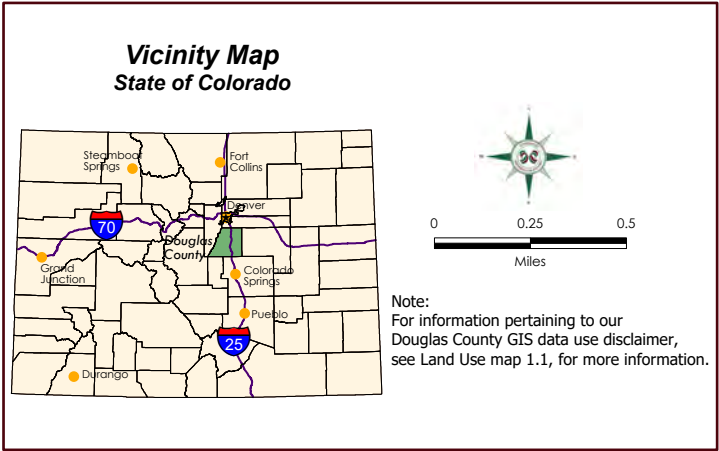 Vicinity Map
State of Colorado
Steamboat
Springs
Fort
Collins
Denver
70
Douglas
County
Grand
Junction
Colorado
Springs
Pueblo
25
Durango
0 0.25 0.5
Miles
Note:
For information pertaining to our
Douglas County GIS data use disclaimer,
see Land Use map 1.1, for more information.